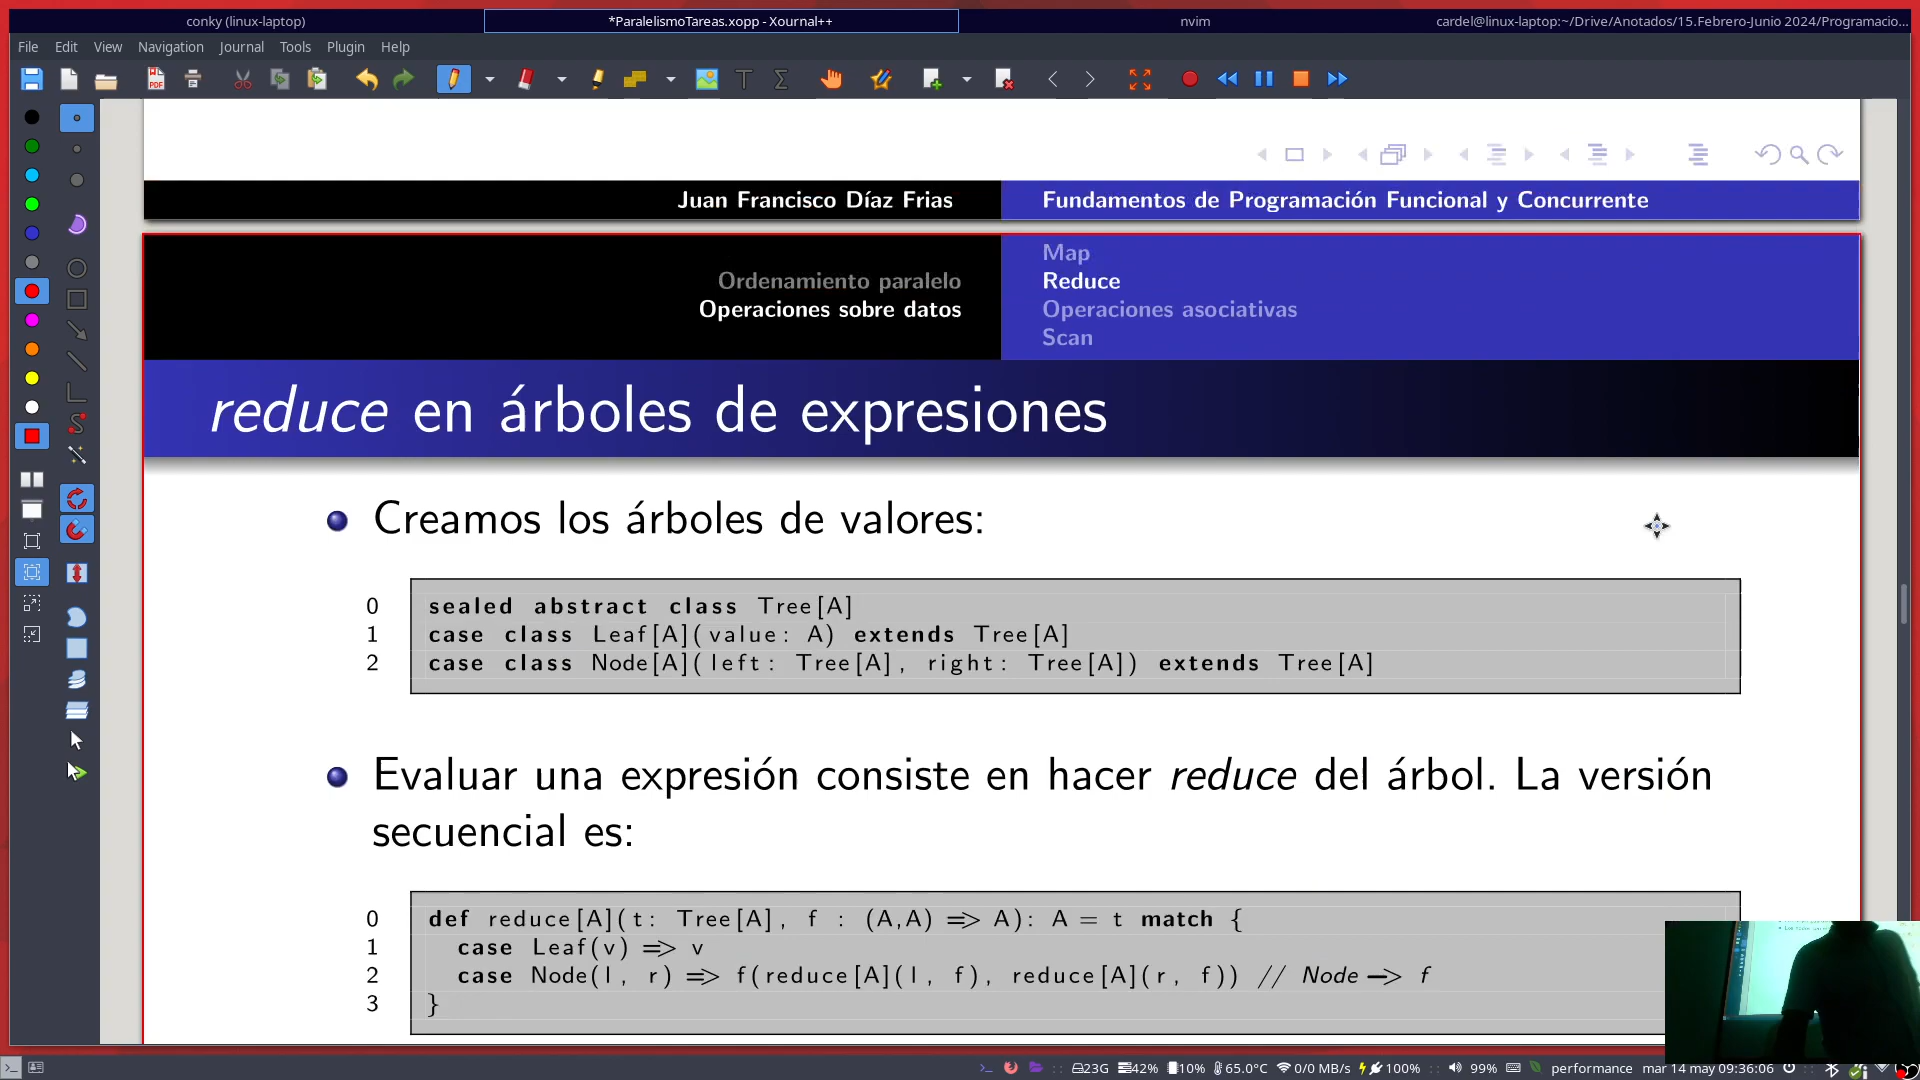 conky (linux-laptop)
*ParalelismoTareas.xopp - Xournal++
nvim
cardel@linux-laptop:~/Drive/Anotados/15.Febrero-Junio 2024/Programacio...
File Edit View Navigation Journal Tools Plugin Help
Juan Francisco Díaz Frias
Fundamentos de Programación Funcional y Concurrente
Ordenamiento paralelo
Operaciones sobre datos
Map
Reduce
Operaciones asociativas
Scan
reduce en árboles de expresiones
Creamos los árboles de valores:
0 sealed abstract class Tree[A]
1 case class Leaf[A](value: A) extends Tree[A]
2 case class Node[A](left: Tree[A], right: Tree[A]) extends Tree[A]
Evaluar una expresión consiste en hacer reduce del árbol. La versión
secuencial es:
0 def reduce[A](t: Tree[A], f : (A,A) => A): A = t match {
1 case Leaf(v) => v
2 case Node(l, r) => f(reduce[A](l, f), reduce[A](r, f)) // Node -> f
3 }
23G 42% 10% 65.0°C 0/0 MB/s 100% 99% performance mar 14 may 09:36:06